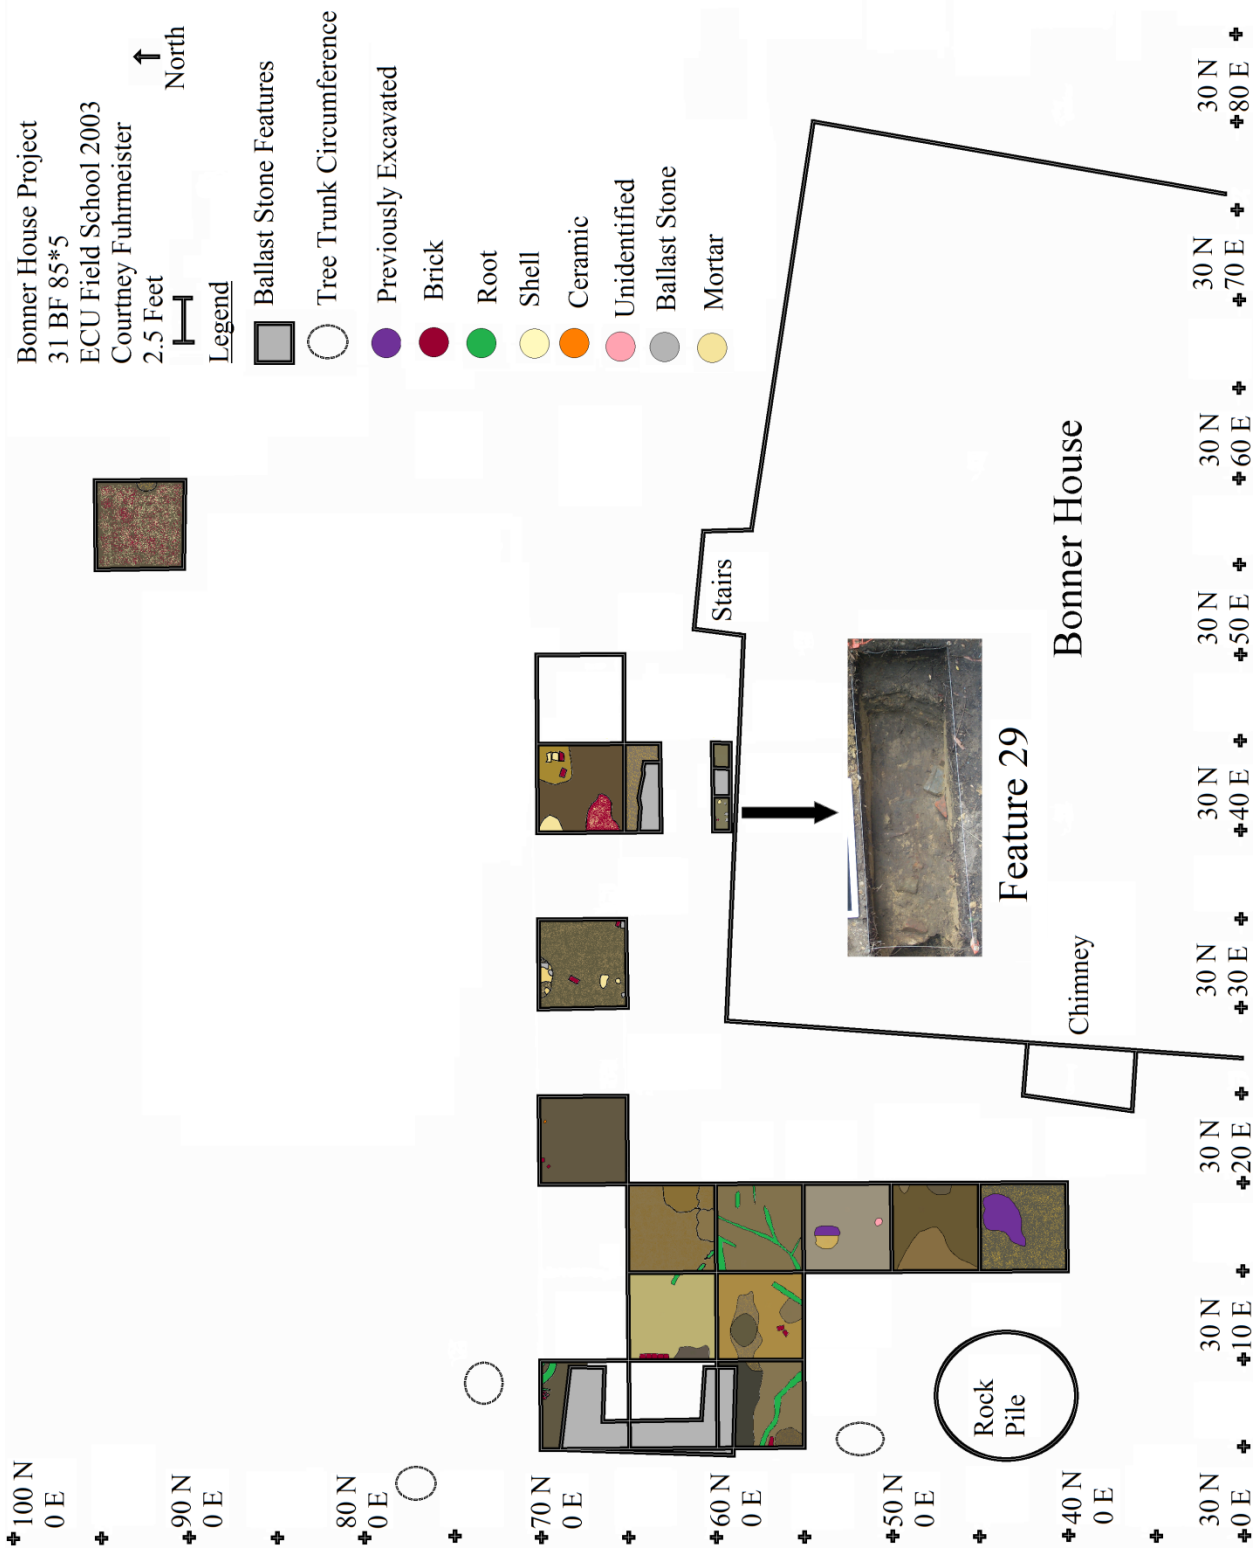 Bonner House Project
31 BF 85*5
ECU Field School 2003
Courtney Fuhrmeister
2.5 Feet
North
Legend
Ballast Stone Features
Tree Trunk Circumference
Previously Excavated
Brick
Root
Shell
Ceramic
Unidentified
Ballast Stone
Mortar
100 N
0 E
90 N
0 E
80 N
0 E
70 N
0 E
60 N
0 E
50 N
0 E
40 N
0 E
Stairs
Feature 29
Bonner House
Chimney
Rock
Pile
30 N
0 E
30 N
10 E
30 N
20 E
30 N
30 E
30 N
40 E
30 N
50 E
30 N
60 E
30 N
70 E
30 N
80 E